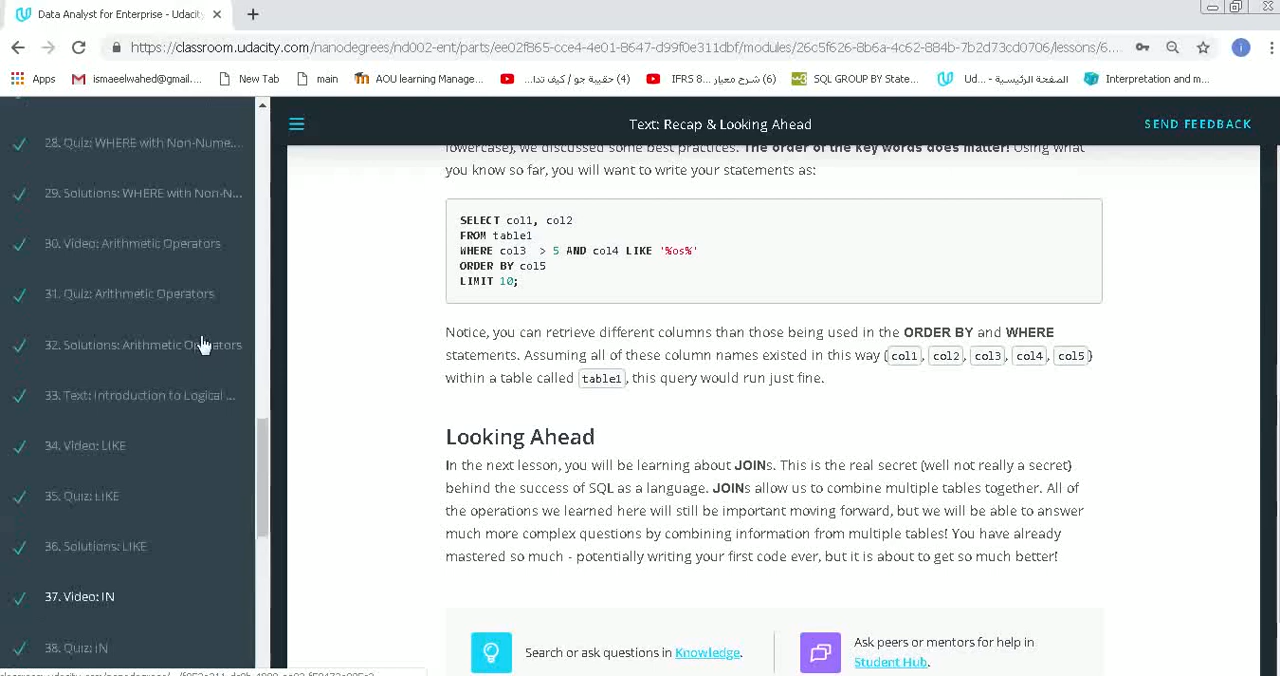 Data Analyst for Enterprise - Udacity
https://classroom.udacity.com/nanodegrees/nd002-ent/parts/ee02f865-cce4-4e01-8647-d99f0e311dbf/modules/26c5f626-8b6a-4c62-884b-7b2d73cd0706/lessons/6....
Apps ismaeelwahed@gmail.... New Tab main AOU learning Manage... (4) حقيبة جو / كيف تدا... (6) شرح معيار IFRS 8... SQL GROUP BY State... الصفحة الرئيسية - Ud... Interpretation and m...
28. Quiz: WHERE with Non-Nume....
29. Solutions: WHERE with Non-N...
30. Video: Arithmetic Operators
31. Quiz: Arithmetic Operators
32. Solutions: Arithmetic Operators
33. Text: Introduction to Logical ...
34. Video: LIKE
35. Quiz: LIKE
36. Solutions: LIKE
37. Video: IN
38. Quiz: IN
Text: Recap & Looking Ahead
SEND FEEDBACK
lowercase), we discussed some best practices. The order of the key words does matter! Using what
you know so far, you will want to write your statements as:
SELECT col1, col2
FROM table1
WHERE col3 > 5 AND col4 LIKE '%os%'
ORDER BY col5
LIMIT 10;
Notice, you can retrieve different columns than those being used in the ORDER BY and WHERE
statements. Assuming all of these column names existed in this way (col1, col2, col3, col4, col5)
within a table called table1, this query would run just fine.
Looking Ahead
In the next lesson, you will be learning about JOINs. This is the real secret (well not really a secret)
behind the success of SQL as a language. JOINs allow us to combine multiple tables together. All of
the operations we learned here will still be important moving forward, but we will be able to answer
much more complex questions by combining information from multiple tables! You have already
mastered so much - potentially writing your first code ever, but it is about to get so much better!
Search or ask questions in Knowledge.
Ask peers or mentors for help in
Student Hub.